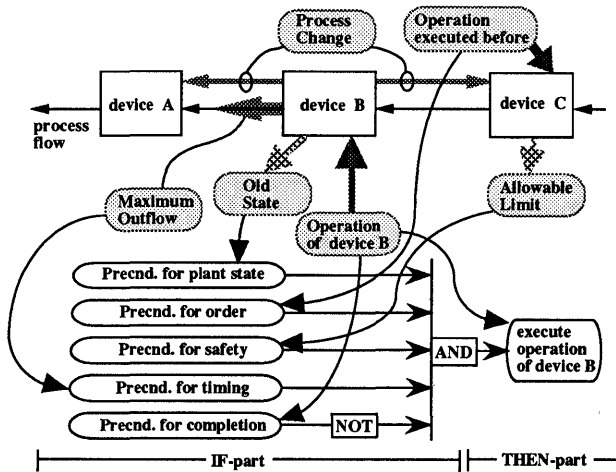 Process
Change
Operation
executed before
device A
device B
device C
process
flow
Maximum
Outflow
Old
State
Operation
of device B
Allowable
Limit
Precnd. for plant state
Precnd. for order
Precnd. for safety
Precnd. for timing
Precnd. for completion
NOT
AND
execute
operation
of device B
IF-part
THEN-part